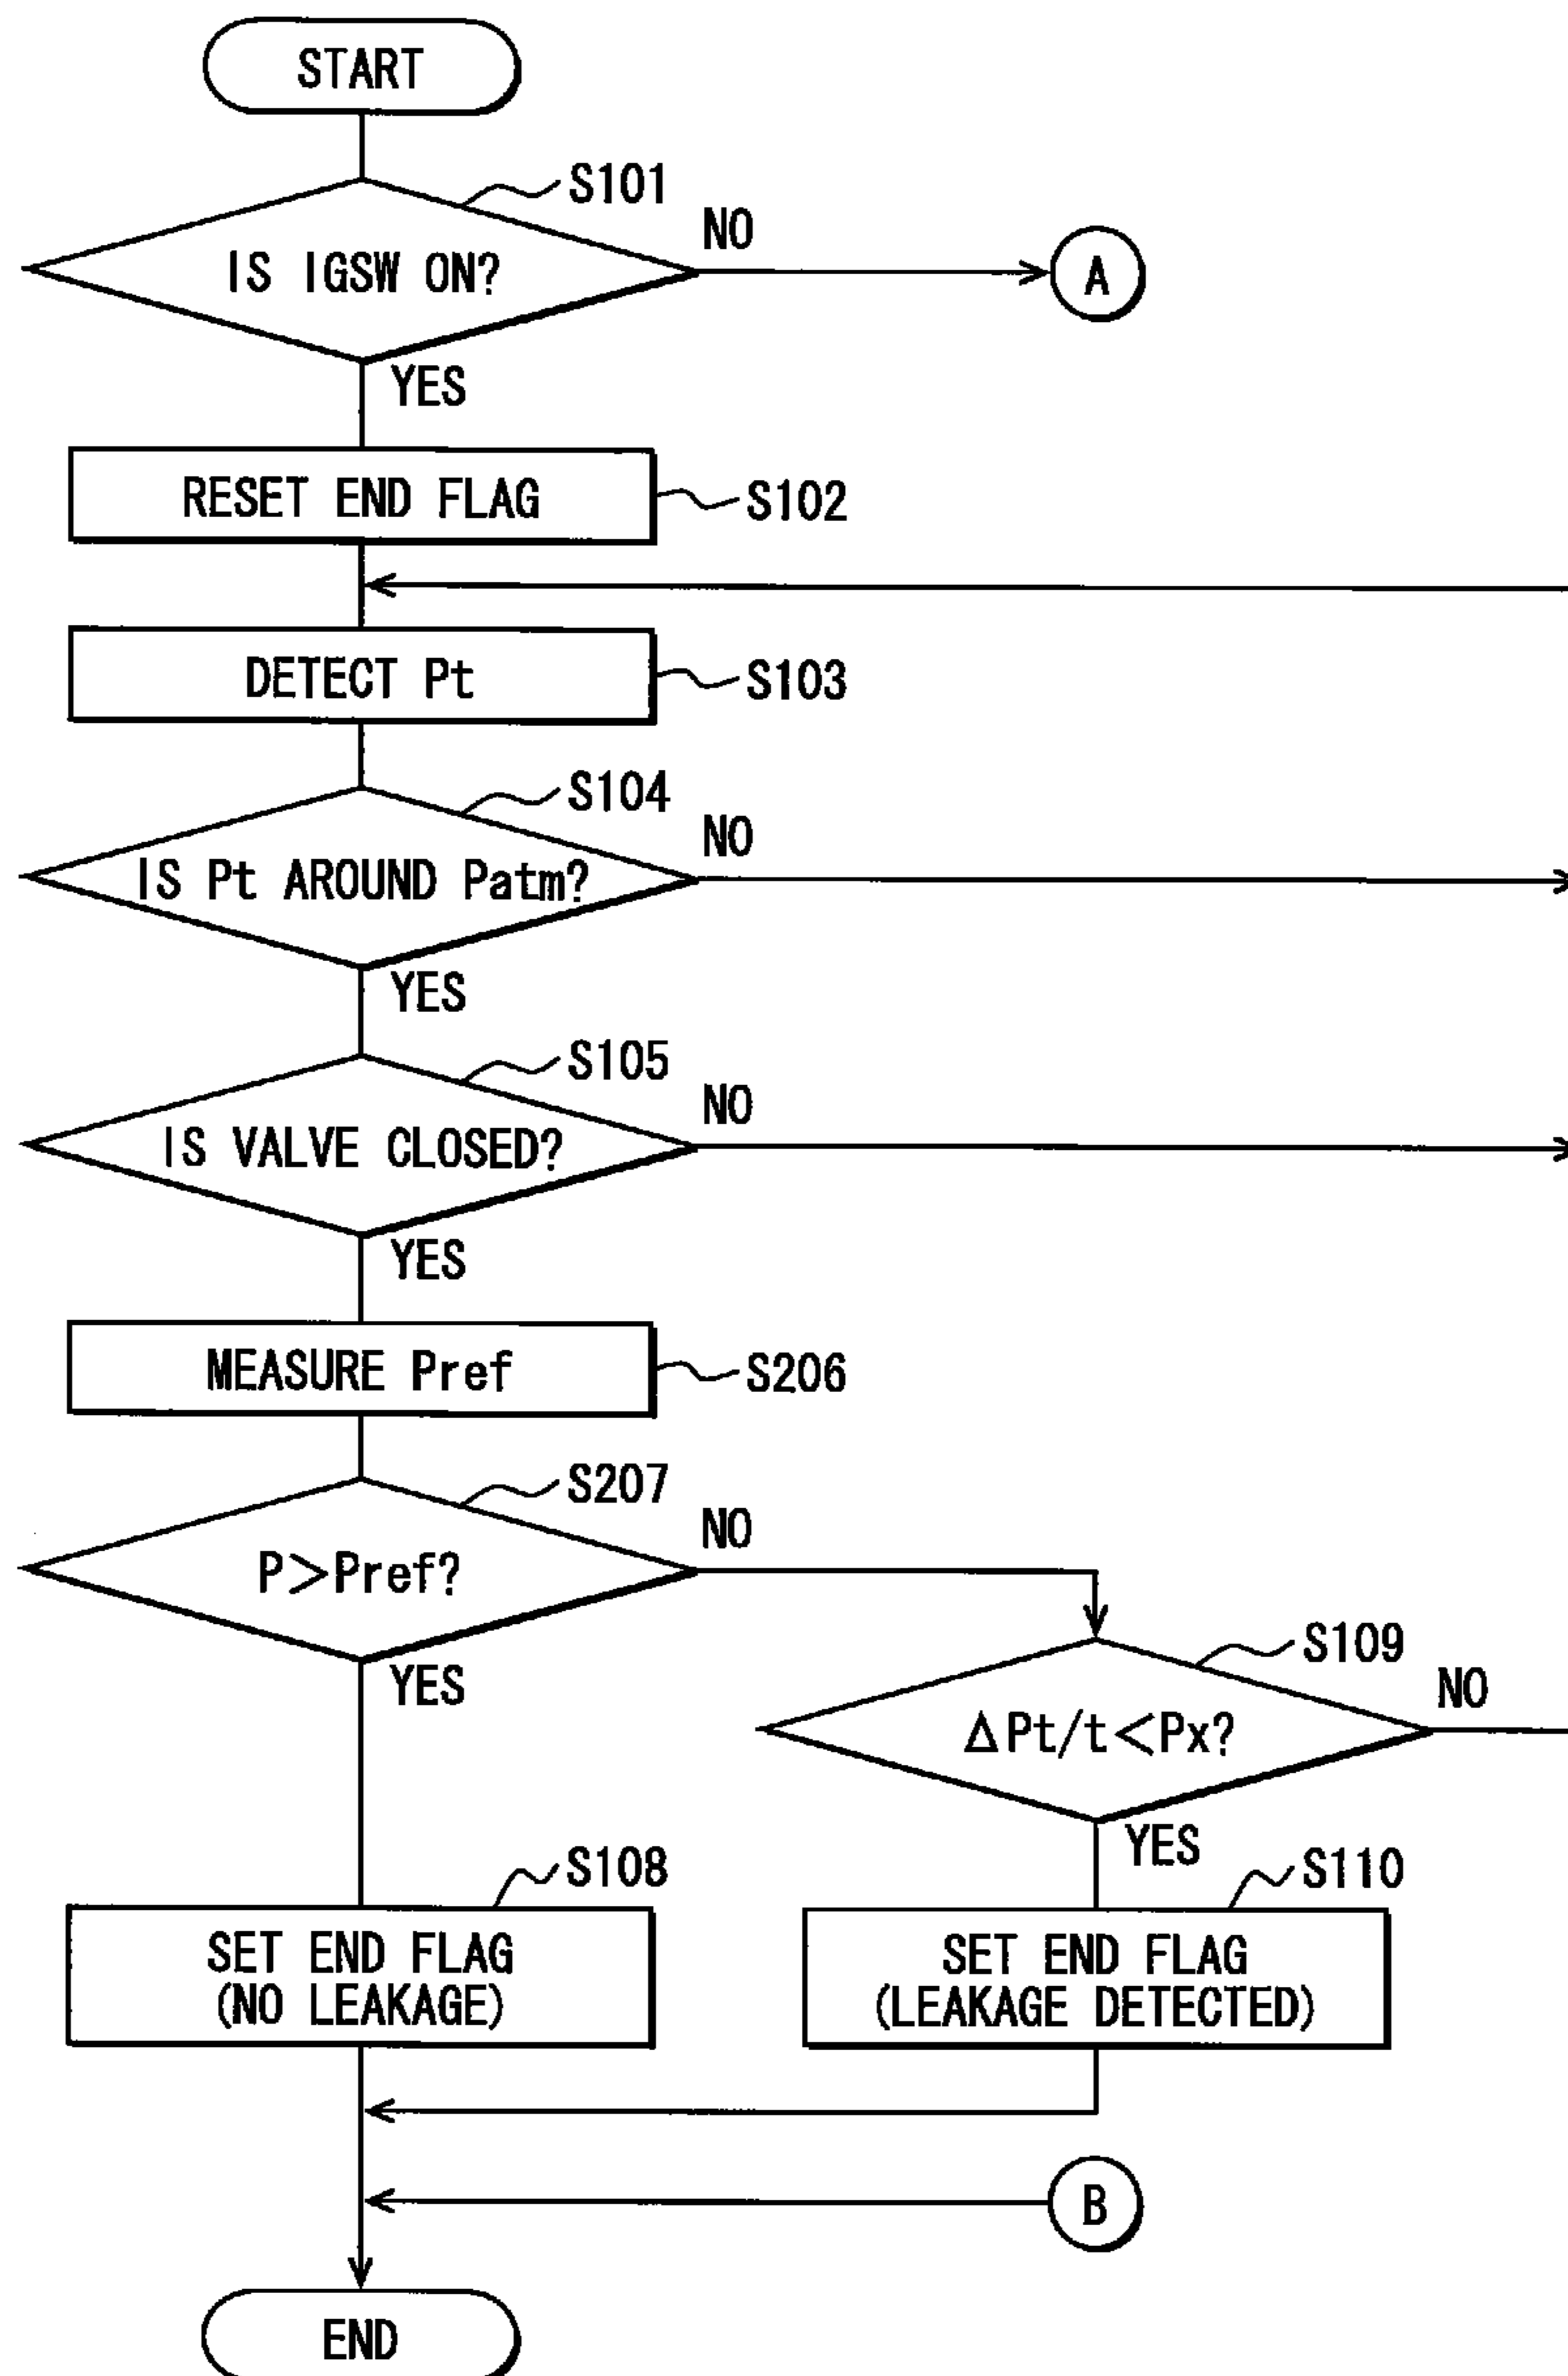 START
S101
NO
IS IGSW ON?
A
YES
RESET END FLAG
S102
DETECT Pt
S103
S104
NO
IS Pt AROUND Patm?
YES
S105
NO
IS VALVE CLOSED?
YES
MEASURE Pref
S206
S207
NO
P>Pref?
YES
S109
NO
ΔPt/t<Px?
YES
S108
SET END FLAG
(NO LEAKAGE)
S110
SET END FLAG
(LEAKAGE DETECTED)
B
END